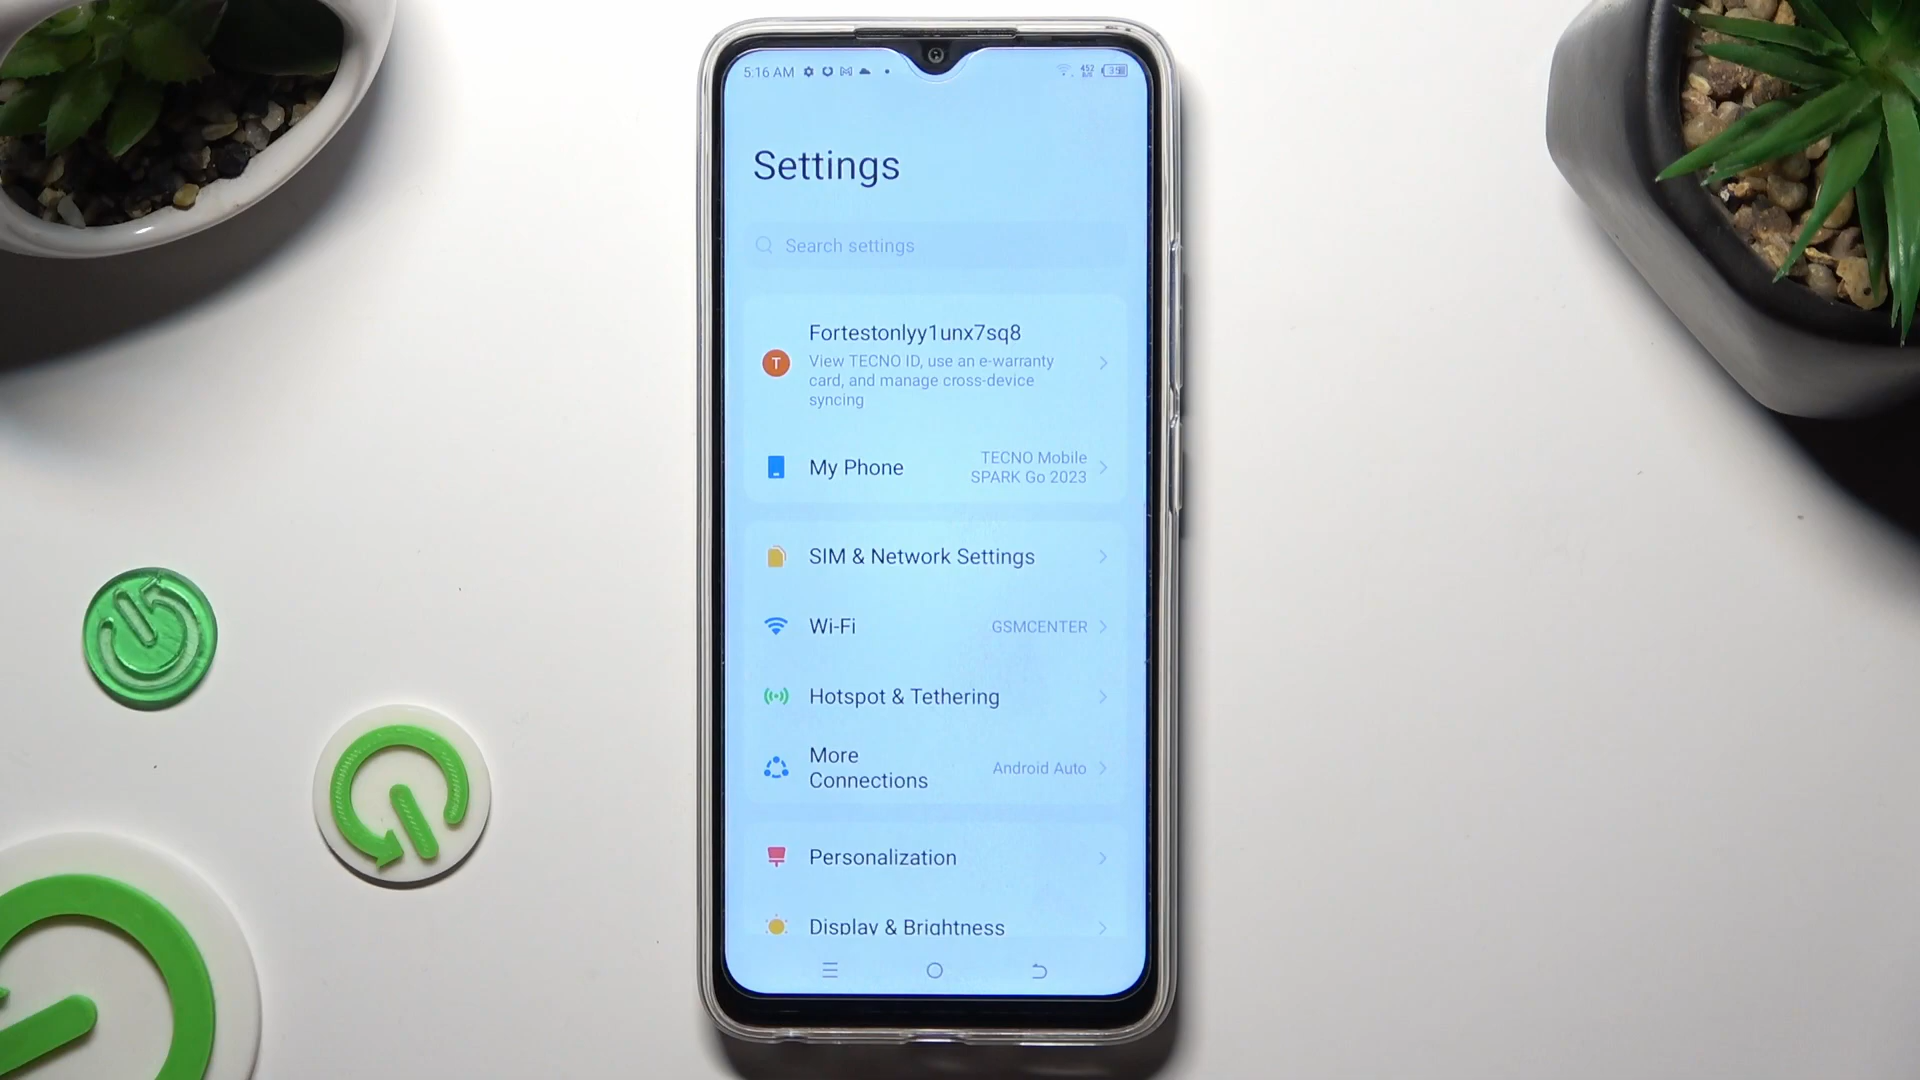 5:16 AM
Settings
Search settings
Fortestonlyy1unx7sq8
T
View TECNO ID, use an e-warranty
card, and manage cross-device
syncing
My Phone
TECNO Mobile
SPARK Go 2023
SIM & Network Settings
Wi-Fi
GSMCENTER
Hotspot & Tethering
More
Connections
Android Auto
Personalization
Display & Brightness